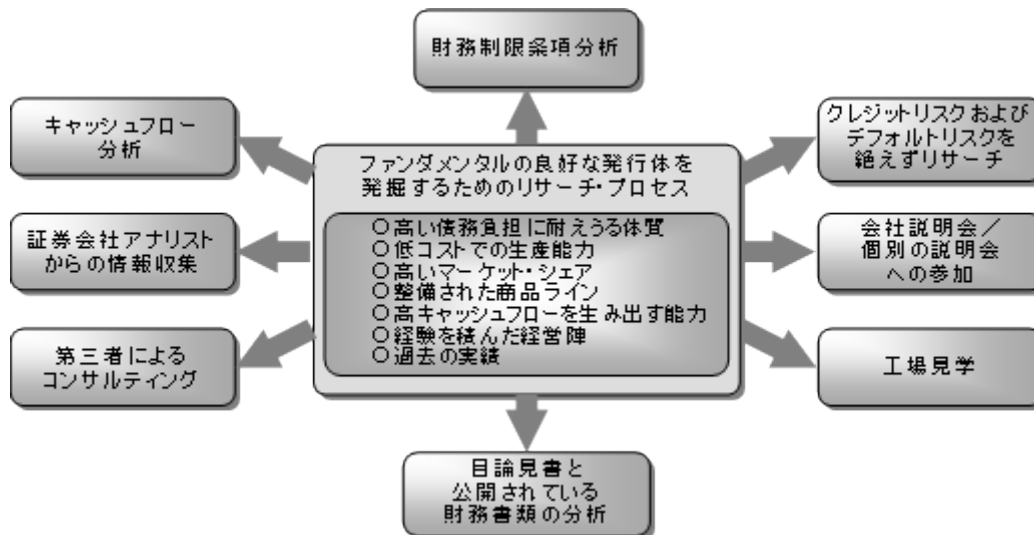 財務制限条項分析
キャッシュフロー
分析
クレジットリスクおよび
デフォルトリスクを
絶えずリサーチ
ファンダメンタルの良好な発行体を
発掘するためのリサーチ・プロセス
○高い債務負担に耐えうる体質
○低コストでの生産能力
○高いマーケット・シェア
○整備された商品ライン
○高キャッシュフローを生み出す能力
○経験を積んだ経営陣
○過去の実績
証券会社アナリスト
からの情報収集
会社説明会／
個別の説明会
への参加
第三者による
コンサルティング
工場見学
目論見書と
公開されている
財務書類の分析